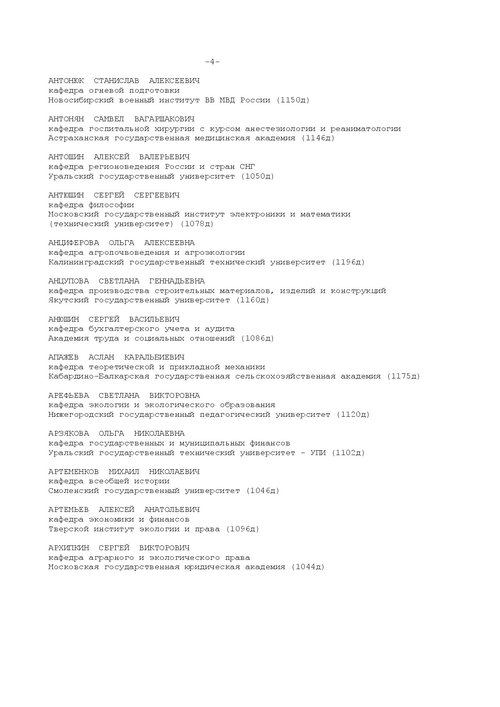 -4-
АНТОНЮК СТАНИСЛАВ АЛЕКСЕЕВИЧ
кафедра огневой подготовки
Новосибирский военный институт ВВ МВД России (1150д)
АНТОНЯН САМВЕЛ ВАГАРШАКОВИЧ
кафедра госпитальной хирургии с курсом анестезиологии и реаниматологии
Астраханская государственная медицинская академия (1146д)
АНТОШИН АЛЕКСЕЙ ВАЛЕРЬЕВИЧ
кафедра регионоведения России и стран СНГ
Уральский государственный университет (1050д)
АНТЮШИН СЕРГЕЙ СЕРГЕЕВИЧ
кафедра философии
Московский государственный институт электроники и математики
(технический университет) (1078д)
АНЦИФЕРОВА ОЛЬГА АЛЕКСЕЕВНА
кафедра агропочвоведения и агроэкологии
Калининградский государственный технический университет (1196д)
АНЦУПОВА СВЕТЛАНА ГЕННАДЬЕВНА
кафедра производства строительных материалов, изделий и конструкций
Якутский государственный университет (1160д)
АНЮШИН СЕРГЕЙ ВАСИЛЬЕВИЧ
кафедра бухгалтерского учета и аудита
Академия труда и социальных отношений (1086д)
АПАЖЕВ АСЛАН КАРАЛЬБИЕВИЧ
кафедра теоретической и прикладной механики
Кабардино-Балкарская государственная сельскохозяйственная академия (1175д)
АРЕФЬЕВА СВЕТЛАНА ВИКТОРОВНА
кафедра экологии и экологического образования
Нижегородский государственный педагогический университет (1120д)
АРЗЯКОВА ОЛЬГА НИКОЛАЕВНА
кафедра государственных и муниципальных финансов
Уральский государственный технический университет - УПИ (1102д)
АРТЕМЕНКОВ МИХАИЛ НИКОЛАЕВИЧ
кафедра всеобщей истории
Смоленский государственный университет (1046д)
АРТЕМЬЕВ АЛЕКСЕЙ АНАТОЛЬЕВИЧ
кафедра экономики и финансов
Тверской институт экологии и права (1096д)
АРХИПКИН СЕРГЕЙ ВИКТОРОВИЧ
кафедра аграрного и экологического права
Московская государственная юридическая академия (1044д)